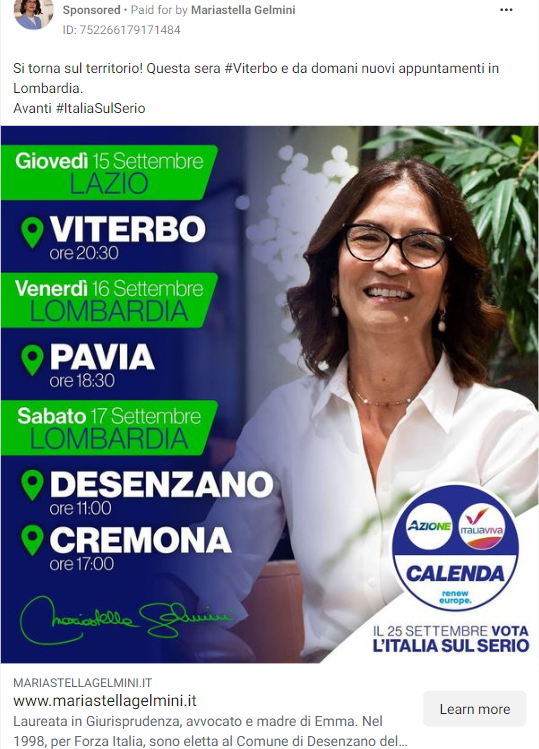 Sponsored • Paid for by Mariastella Gelmini
ID: 752266179171484
Si torna sul territorio! Questa sera #Viterbo e da domani nuovi appuntamenti in
Lombardia.
Avanti #ItaliaSulSerio
Giovedì 15 Settembre
LAZIO
VITERBO
ore 20:30
Venerdì 16 Settembre
LOMBARDIA
PAVIA
ore 18:30
Sabato 17 Settembre
LOMBARDIA
DESENZANO
ore 11:00
CREMONA
ore 17:00
Mariastella Gelmini
AZIONE
ITALIAVIVA
CALENDA
renew
europe.
IL 25 SETTEMBRE VOTA
L'ITALIA SUL SERIO
MARIASTELLAGELMINI.IT
www.mariastellagelmini.it
Laureata in Giurisprudenza, avvocato e madre di Emma. Nel
1998, per Forza Italia, sono eletta al Comune di Desenzano del...
Learn more